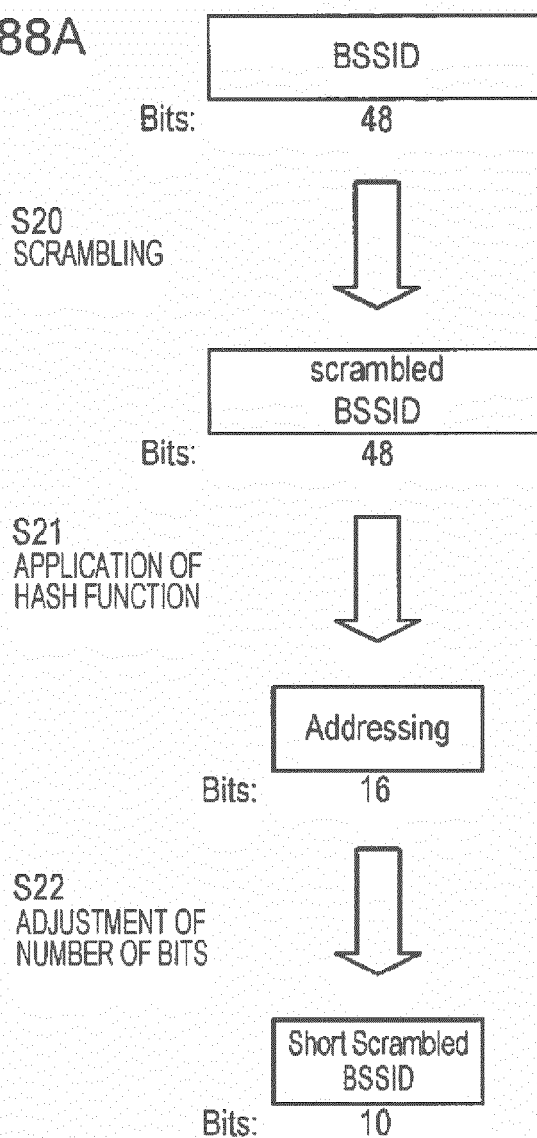 88A
BSSID
Bits: 48
S20
SCRAMBLING
scrambled
BSSID
Bits: 48
S21
APPLICATION OF
HASH FUNCTION
Addressing
Bits: 16
S22
ADJUSTMENT OF
NUMBER OF BITS
Short Scrambled
BSSID
Bits: 10